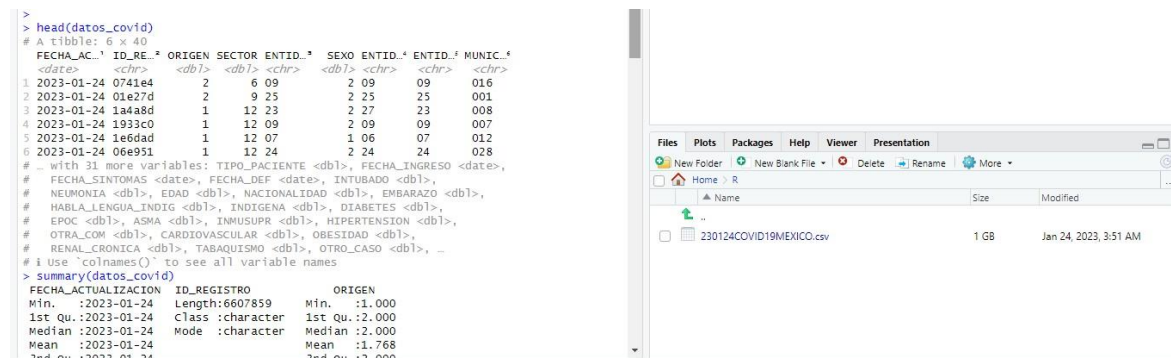 >
> head(datos_covid)
# A tibble: 6 × 40
  FECHA_AC…¹ ID_RE…² ORIGEN SECTOR ENTID…³  SEXO ENTID…⁴ ENTID…⁵ MUNIC…⁶
  <date>     <chr>    <dbl>  <dbl> <chr>   <dbl> <chr>   <chr>   <chr>
1 2023-01-24 0741e4       2      6 09          2 09      09      016
2 2023-01-24 01e27d       2      9 25          2 25      25      001
3 2023-01-24 1a4a8d       1     12 23          2 27      23      008
4 2023-01-24 1933c0       1     12 09          2 09      09      007
5 2023-01-24 1e6dad       1     12 07          1 06      07      012
6 2023-01-24 06e951       1     12 24          2 24      24      028
# … with 31 more variables: TIPO_PACIENTE <dbl>, FECHA_INGRESO <date>,
#   FECHA_SINTOMAS <date>, FECHA_DEF <date>, INTUBADO <dbl>,
#   NEUMONIA <dbl>, EDAD <dbl>, NACIONALIDAD <dbl>, EMBARAZO <dbl>,
#   HABLA_LENGUA_INDIG <dbl>, INDIGENA <dbl>, DIABETES <dbl>,
#   EPOC <dbl>, ASMA <dbl>, INMUSUPR <dbl>, HIPERTENSION <dbl>,
#   OTRA_COM <dbl>, CARDIOVASCULAR <dbl>, OBESIDAD <dbl>,
#   RENAL_CRONICA <dbl>, TABAQUISMO <dbl>, OTRO_CASO <dbl>, …
# ℹ Use `colnames()` to see all variable names
> summary(datos_covid)
 FECHA_ACTUALIZACION  ID_REGISTRO            ORIGEN
 Min.   :2023-01-24   Length:6607859     Min.   :1.000
 1st Qu.:2023-01-24   Class :character   1st Qu.:2.000
 Median :2023-01-24   Mode  :character   Median :2.000
 Mean   :2023-01-24                      Mean   :1.768
 3rd Qu.:2023-01-24                      3rd Qu.:2.000
Files Plots Packages Help Viewer Presentation
New Folder New Blank File Delete Rename More
Home > R
Name Size Modified
..
230124COVID19MEXICO.csv 1 GB Jan 24, 2023, 3:51 AM